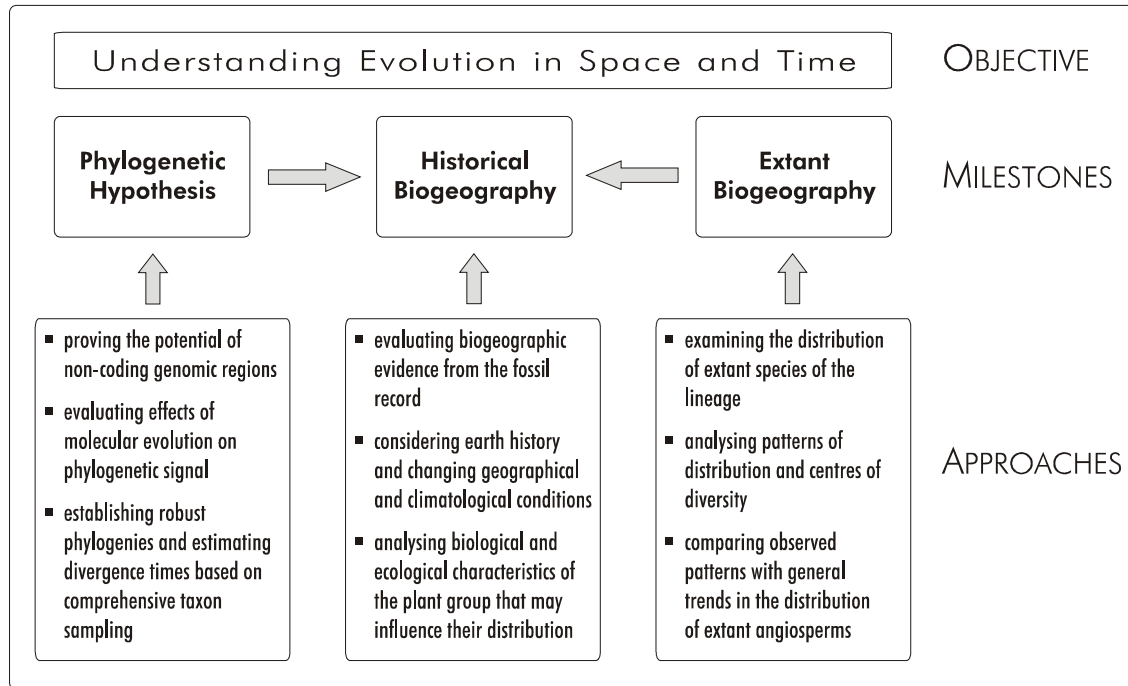 Understanding Evolution in Space and Time
OBJECTIVE
Phylogenetic
Hypothesis
Historical
Biogeography
Extant
Biogeography
MILESTONES
▪ proving the potential of
non-coding genomic regions
▪ evaluating effects of
molecular evolution on
phylogenetic signal
▪ establishing robust
phylogenies and estimating
divergence times based on
comprehensive taxon
sampling
▪ evaluating biogeographic
evidence from the fossil
record
▪ considering earth history
and changing geographical
and climatological conditions
▪ analysing biological and
ecological characteristics of
the plant group that may
influence their distribution
▪ examining the distribution
of extant species of the
lineage
▪ analysing patterns of
distribution and centres of
diversity
▪ comparing observed
patterns with general
trends in the distribution
of extant angiosperms
APPROACHES